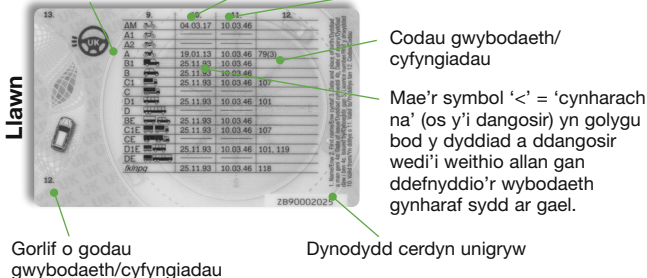 13.
9. 10. 11. 12.
AM 04.03.17 10.03.46
A1
A2
A 19.01.13 10.03.46 79(3)
B1 25.11.93 10.03.46
B 25.11.93 10.03.46
C1 25.11.93 10.03.46 107
C
D1 25.11.93 10.03.46 101
D
BE 25.11.93 10.03.46
C1E 25.11.93 10.03.46 107
CE
D1E 25.11.93 10.03.46 101, 119
DE
fklnpq 25.11.93 10.03.46 118
12.
UK
ZB90002025
Llawn
Codau gwybodaeth/
cyfyngiadau
Mae'r symbol ‘<’ = ‘cynharach
na’ (os y'i dangosir) yn golygu
bod y dyddiad a ddangosir
wedi'i weithio allan gan
ddefnyddio'r wybodaeth
gynharaf sydd ar gael.
Gorlif o godau
gwybodaeth/cyfyngiadau
Dynodydd cerdyn unigryw